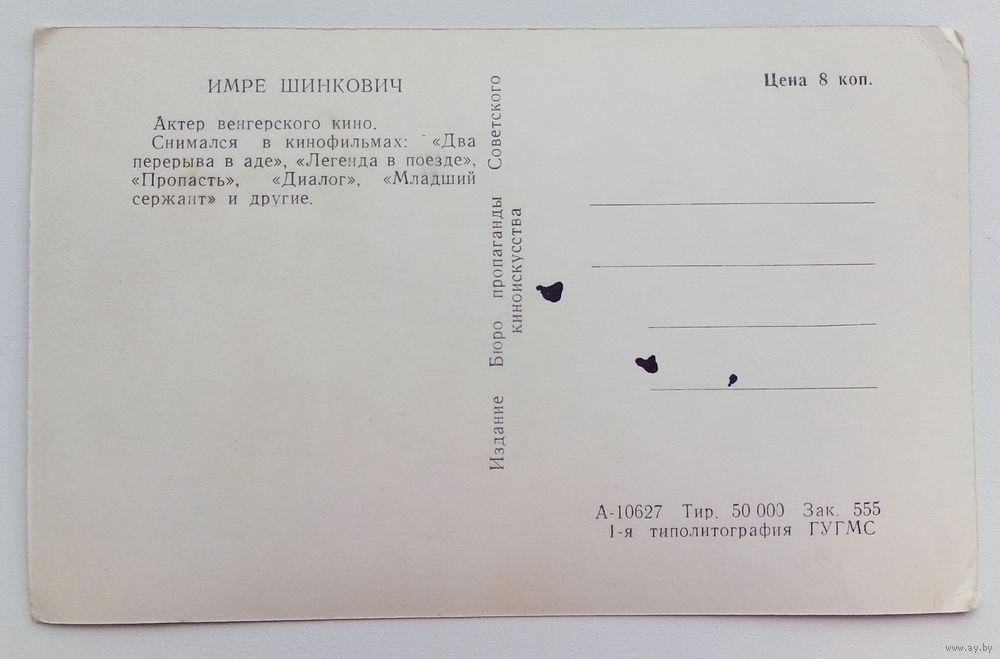 ИМРЕ ШИНКОВИЧ
Актер венгерского кино.
Снимался в кинофильмах: «Два
перерыва в аде», «Легенда в поезде»,
«Пропасть», «Диалог», «Младший
сержант» и другие.
Издание Бюро пропаганды Советского
киноискусства
Цена 8 коп.
А-10627 Тир. 50 000 Зак. 555
1-я типолитография ГУГМС
www.ay.by